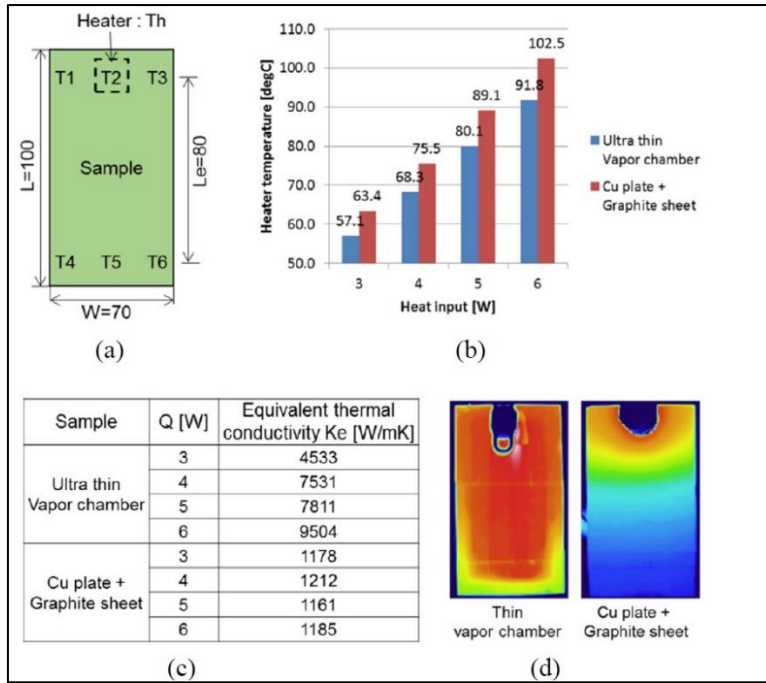 Heater : Th
T1 T2 T3
L=100
Sample
Le=80
T4 T5 T6
W=70
(a)
Heater temperature [degC]
110.0
100.0
90.0
80.0
70.0
60.0
50.0
57.1
63.4
68.3
75.5
80.1
89.1
91.8
102.5
3 4 5 6
Heat input [W]
Ultra thin
Vapor chamber
Cu plate +
Graphite sheet
(b)
Sample Q [W] Equivalent thermal
conductivity Ke [W/mK]
Ultra thin
Vapor chamber
3 4533
4 7531
5 7811
6 9504
Cu plate +
Graphite sheet
3 1178
4 1212
5 1161
6 1185
(c)
Thin
vapor chamber
Cu plate +
Graphite sheet
(d)